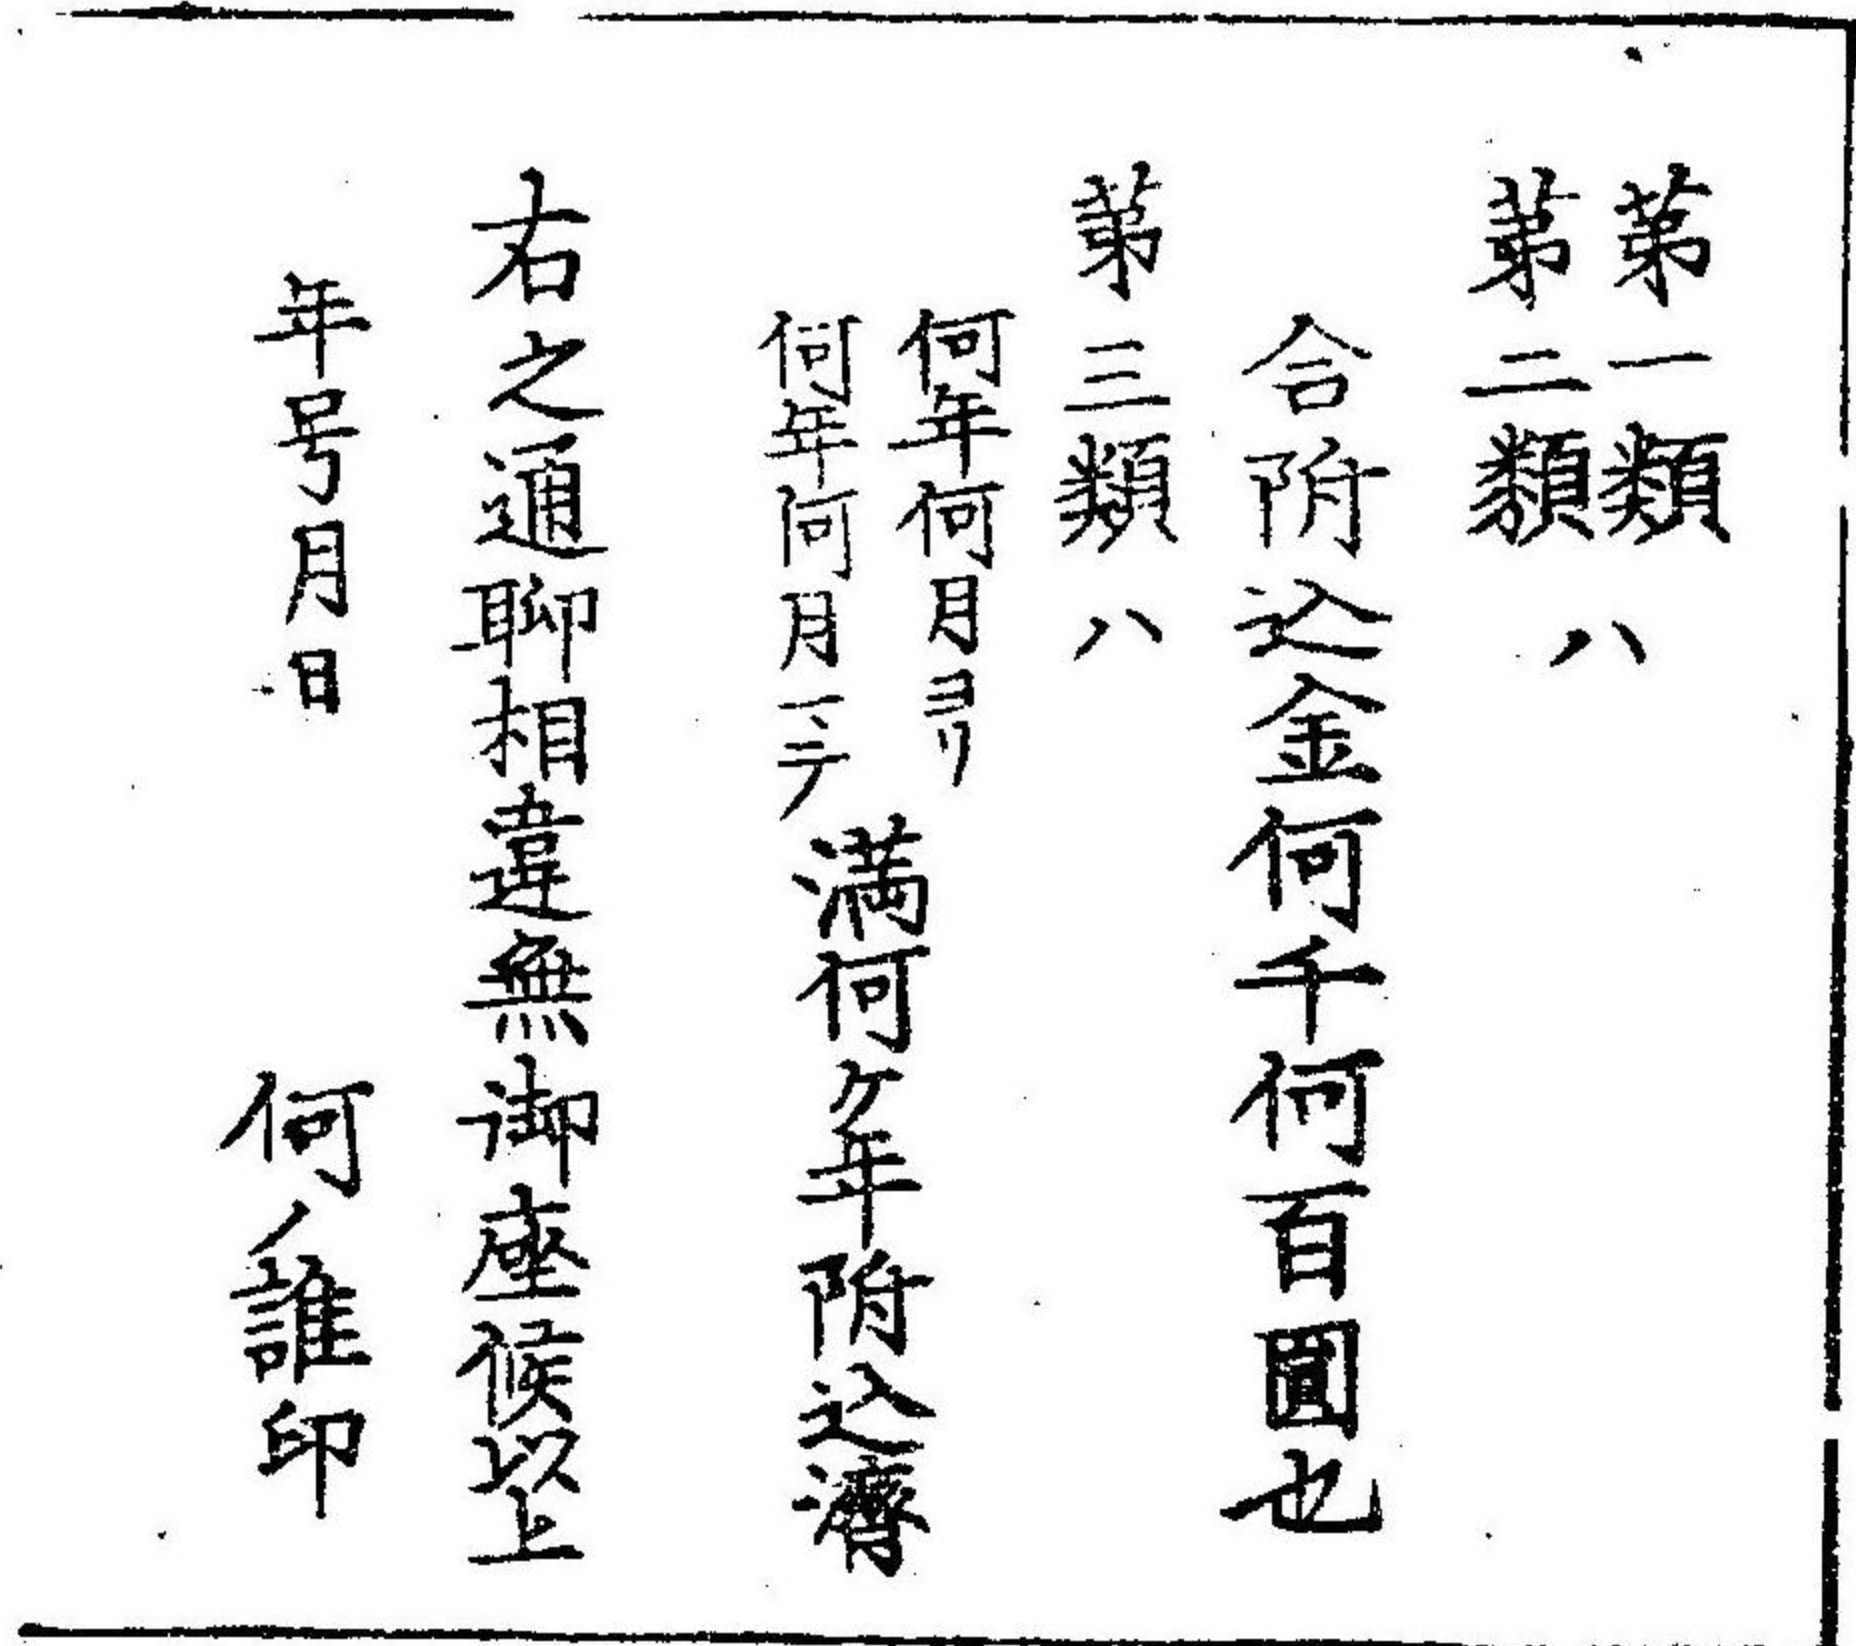 第一類
第二類ハ
合附込金何千何百圓也
第三類ハ
何年何月ヨリ
何年何月マデ
満何ケ年附込濟
右之通聊相違無御座候以上
年号月日
何ノ誰印